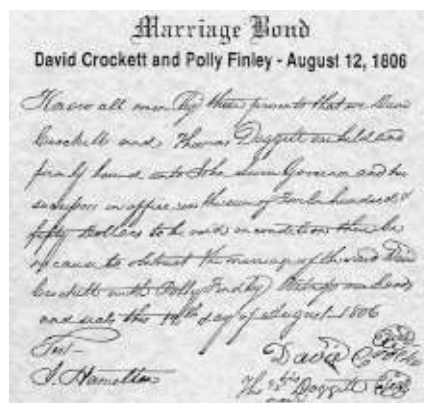 Marriage Bond
David Crockett and Polly Finley - August 12, 1806
Know all men By these presents that we David
Crockett and Thomas Doggett are held and
firmly bound unto John Sevier Governor and his
successors in office in the sum of Twelve hundred &
fifty Dollars to be void on condition there be
no cause to obstruct the marriage of the said David
Crockett with Polly Findley Witness our hands
and seals this 12th day of August 1806
Test-
David Crockett
J. Hamilton
Thos Doggett